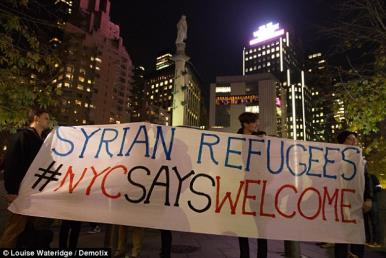 SYRIAN REFUGEES
#NYCSAYSWELCOME
© Louise Wateridge / Demotix